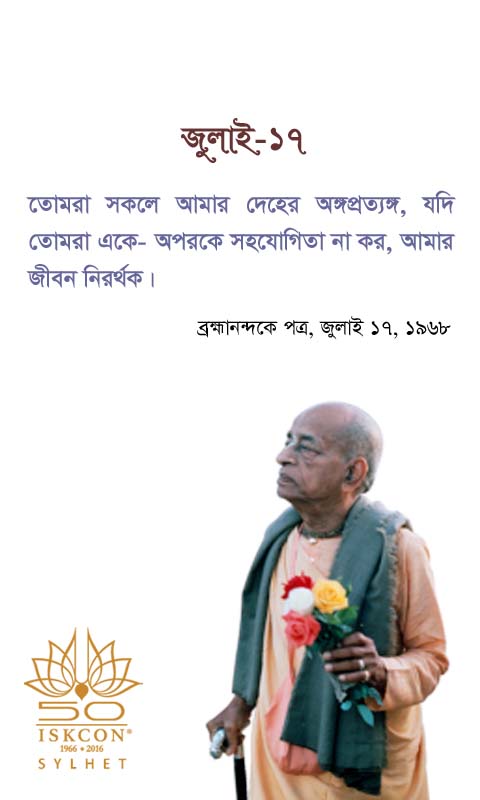 জুলাই-১৭
তোমরা সকলে আমার দেহের অঙ্গপ্রত্যঙ্গ, যদি
তোমরা একে- অপরকে সহযোগিতা না কর, আমার
জীবন নিরর্থক।
ব্রহ্মানন্দকে পত্র, জুলাই ১৭, ১৯৬৮
50
ISKCON®
1966 • 2016
SYLHET